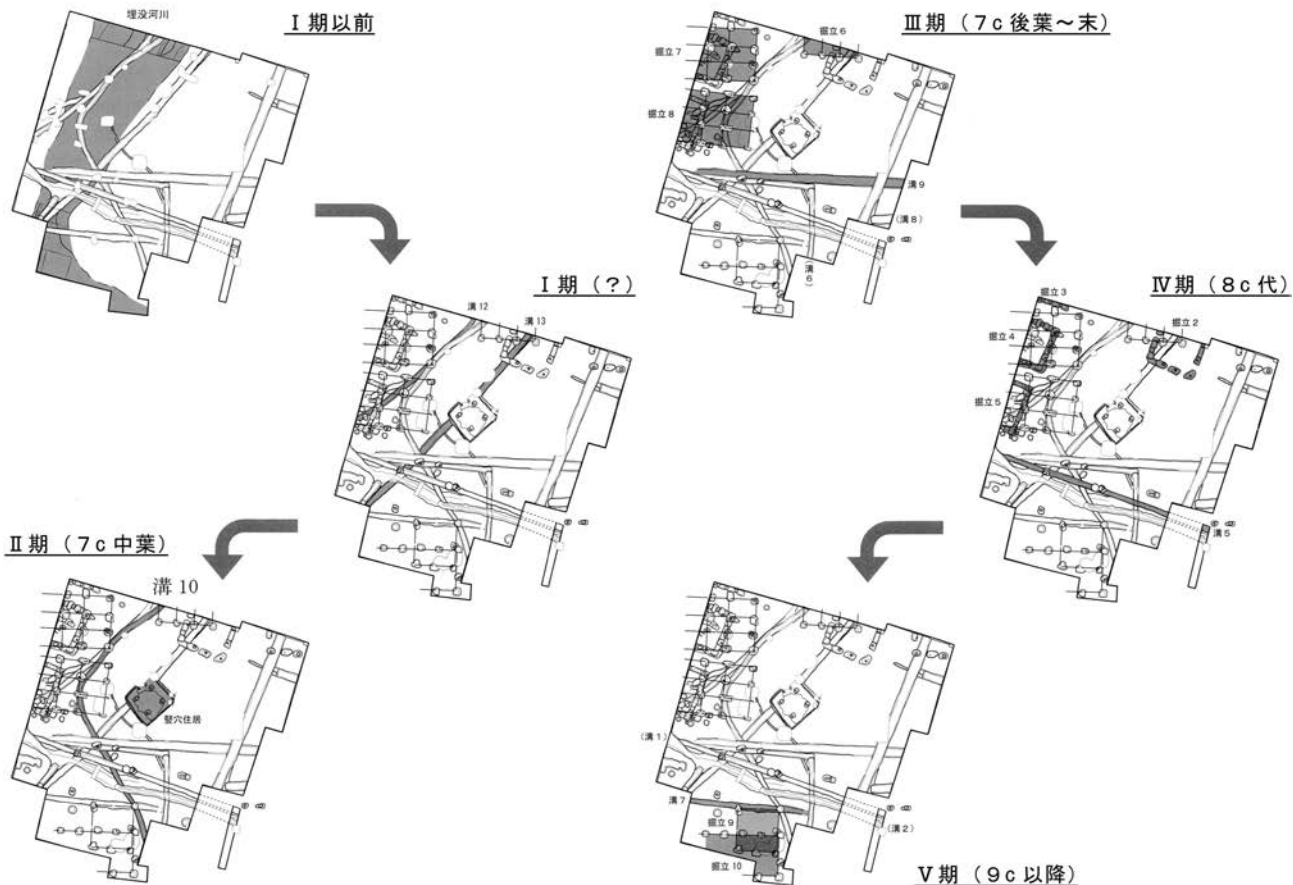 埋没河川
Ⅰ期以前
Ⅰ期（？）
溝12
溝13
Ⅱ期（7c中葉）
溝10
竪穴住居
Ⅲ期（7c後葉～末）
掘立6
掘立7
掘立8
溝9
（溝8）
（溝6）
Ⅳ期（8c代）
掘立3
掘立2
掘立4
掘立5
溝5
（溝1）
溝7
掘立9
（溝2）
掘立10
Ⅴ期（9c以降）